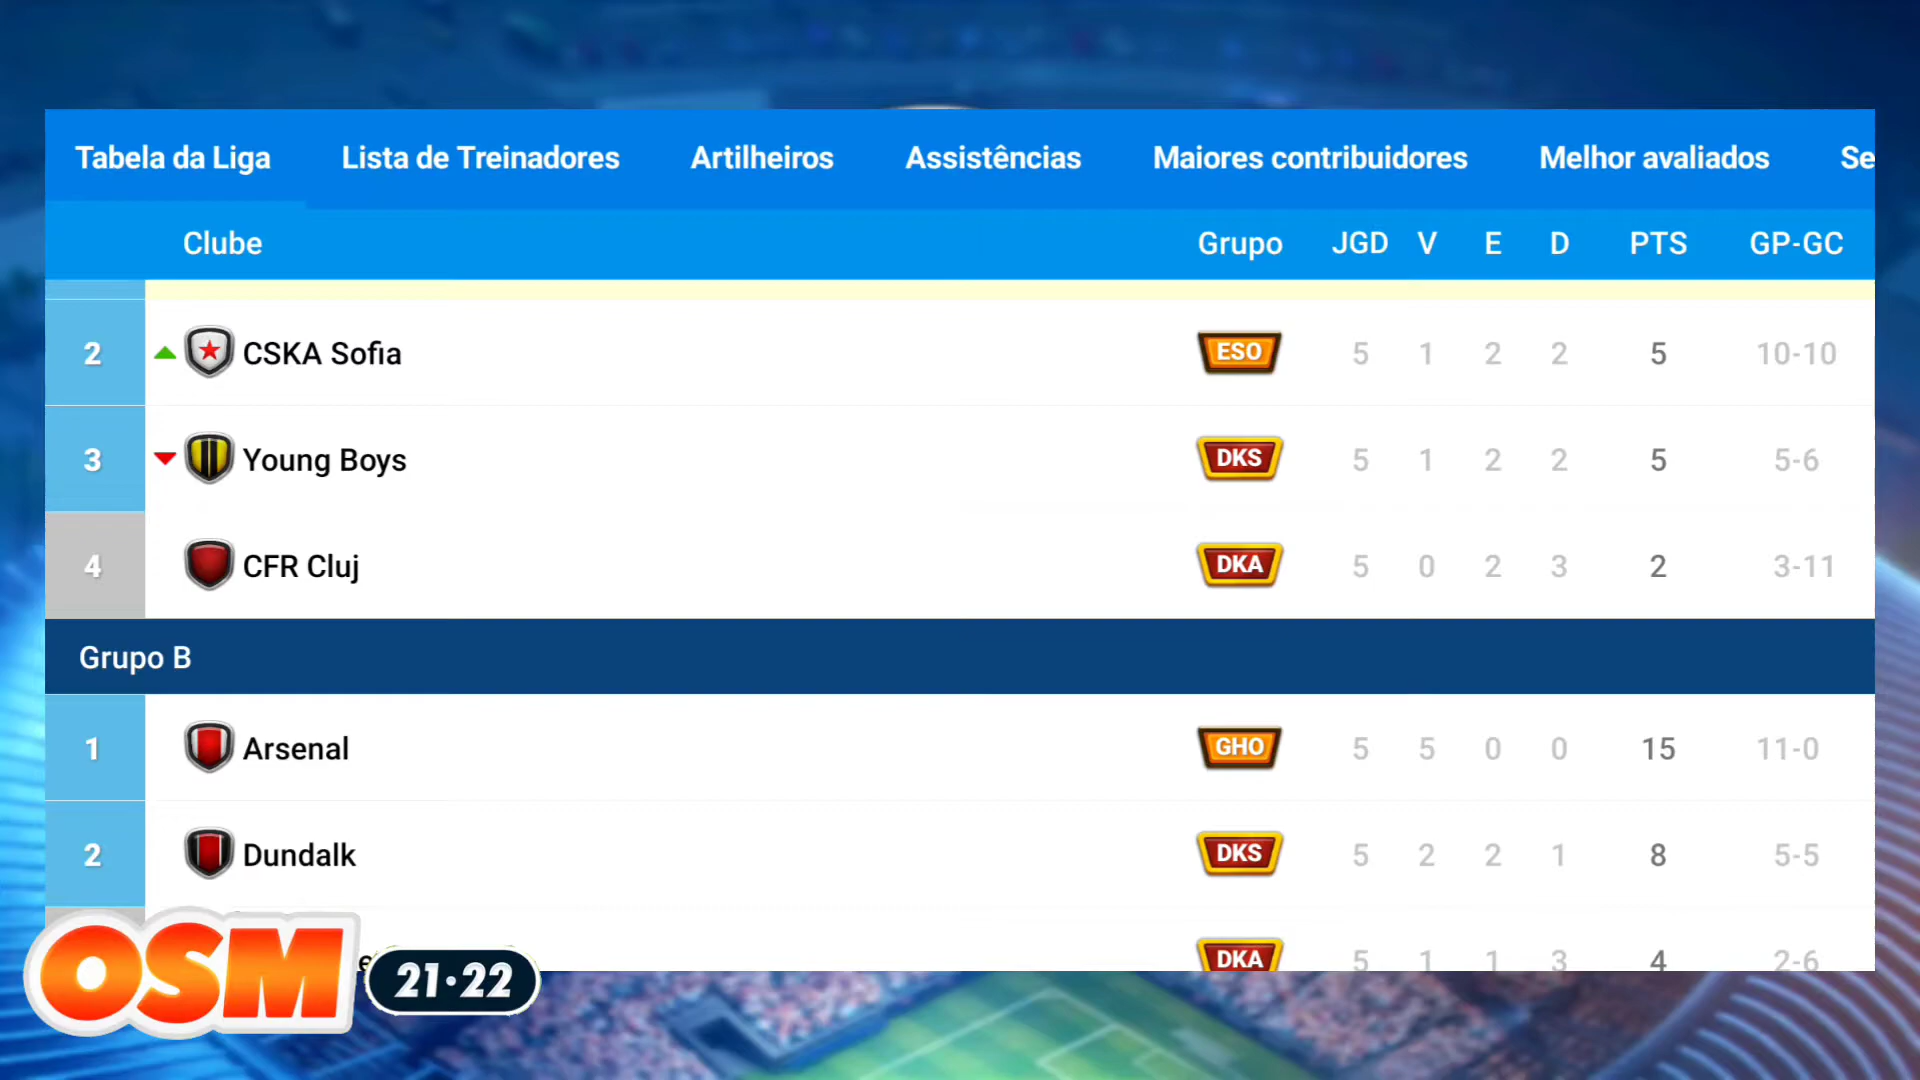 Tabela da Liga Lista de Treinadores Artilheiros Assistências Maiores contribuidores Melhor avaliados Se
Clube Grupo JGD V E D PTS GP-GC
2 CSKA Sofia ESO 5 1 2 2 5 10-10
3 Young Boys DKS 5 1 2 2 5 5-6
4 CFR Cluj DKA 5 0 2 3 2 3-11
Grupo B
1 Arsenal GHO 5 5 0 0 15 11-0
2 Dundalk DKS 5 2 2 1 8 5-5
DKA 5 1 1 3 4 2-6
OSM 21·22